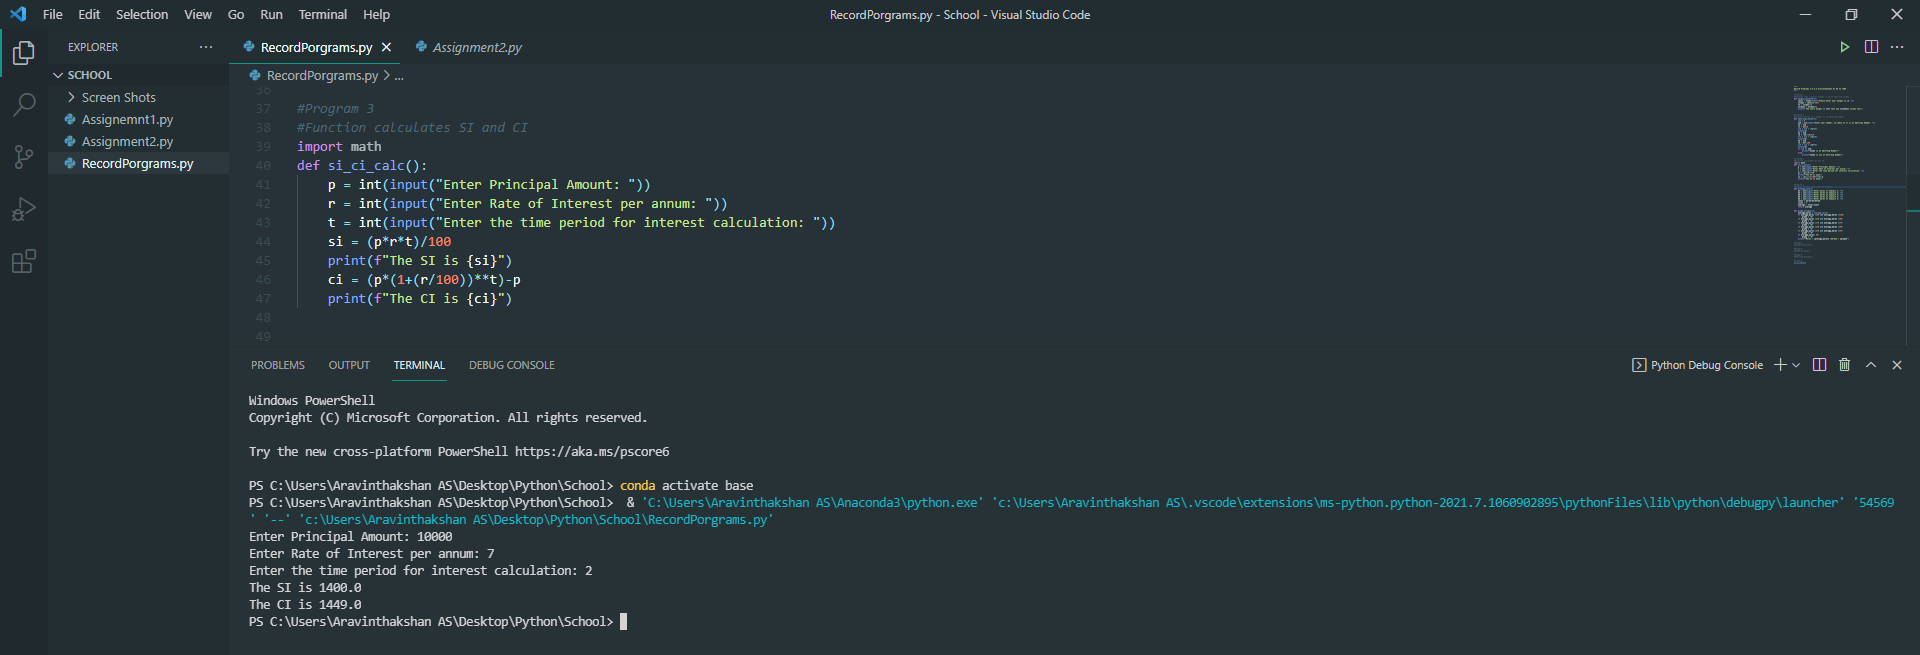 File Edit Selection View Go Run Terminal Help
RecordPorgrams.py - School - Visual Studio Code
EXPLORER
SCHOOL
Screen Shots
Assignemnt1.py
Assignment2.py
RecordPorgrams.py
RecordPorgrams.py Assignment2.py
RecordPorgrams.py > ...
36
37 #Program 3
38 #Function calculates SI and CI
39 import math
40 def si_ci_calc():
41 p = int(input("Enter Principal Amount: "))
42 r = int(input("Enter Rate of Interest per annum: "))
43 t = int(input("Enter the time period for interest calculation: "))
44 si = (p*r*t)/100
45 print(f"The SI is {si}")
46 ci = (p*(1+(r/100))**t)-p
47 print(f"The CI is {ci}")
48
49
PROBLEMS OUTPUT TERMINAL DEBUG CONSOLE
Python Debug Console
Windows PowerShell
Copyright (C) Microsoft Corporation. All rights reserved.
Try the new cross-platform PowerShell https://aka.ms/pscore6
PS C:\Users\Aravinthakshan AS\Desktop\Python\School> conda activate base
PS C:\Users\Aravinthakshan AS\Desktop\Python\School> & 'C:\Users\Aravinthakshan AS\Anaconda3\python.exe' 'c:\Users\Aravinthakshan AS\.vscode\extensions\ms-python.python-2021.7.1060902895\pythonFiles\lib\python\debugpy\launcher' '54569
' '--' 'c:\Users\Aravinthakshan AS\Desktop\Python\School\RecordPorgrams.py'
Enter Principal Amount: 10000
Enter Rate of Interest per annum: 7
Enter the time period for interest calculation: 2
The SI is 1400.0
The CI is 1449.0
PS C:\Users\Aravinthakshan AS\Desktop\Python\School>